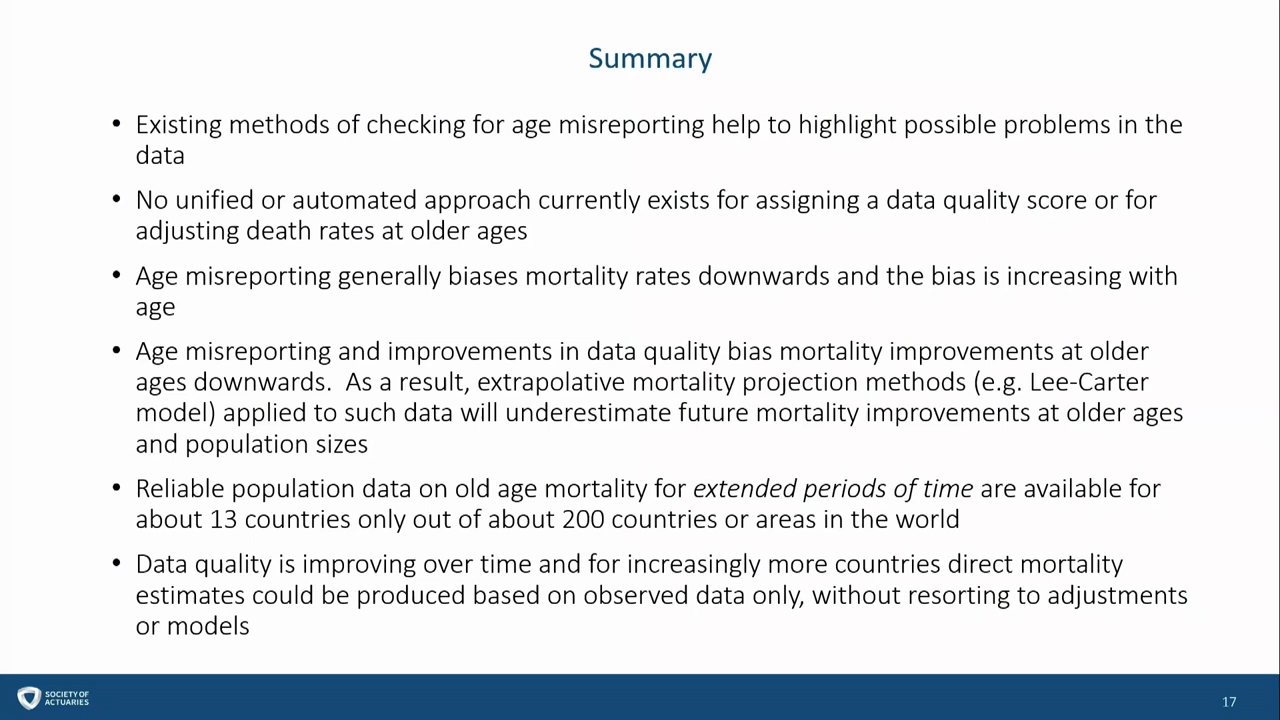 Summary
• Existing methods of checking for age misreporting help to highlight possible problems in the
data
• No unified or automated approach currently exists for assigning a data quality score or for
adjusting death rates at older ages
• Age misreporting generally biases mortality rates downwards and the bias is increasing with
age
• Age misreporting and improvements in data quality bias mortality improvements at older
ages downwards.  As a result, extrapolative mortality projection methods (e.g. Lee-Carter
model) applied to such data will underestimate future mortality improvements at older ages
and population sizes
• Reliable population data on old age mortality for extended periods of time are available for
about 13 countries only out of about 200 countries or areas in the world
• Data quality is improving over time and for increasingly more countries direct mortality
estimates could be produced based on observed data only, without resorting to adjustments
or models
SOCIETY OF
ACTUARIES
17